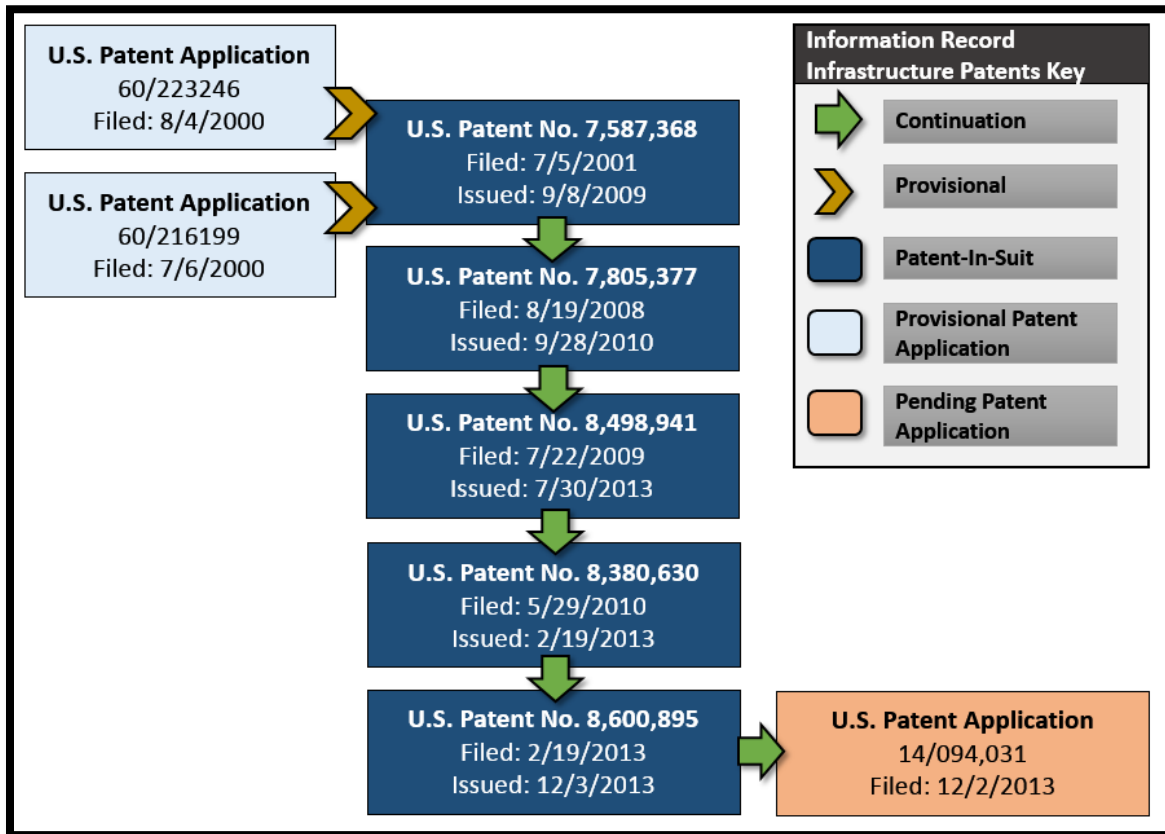 U.S. Patent Application
60/223246
Filed: 8/4/2000
U.S. Patent Application
60/216199
Filed: 7/6/2000
U.S. Patent No. 7,587,368
Filed: 7/5/2001
Issued: 9/8/2009
U.S. Patent No. 7,805,377
Filed: 8/19/2008
Issued: 9/28/2010
U.S. Patent No. 8,498,941
Filed: 7/22/2009
Issued: 7/30/2013
U.S. Patent No. 8,380,630
Filed: 5/29/2010
Issued: 2/19/2013
U.S. Patent No. 8,600,895
Filed: 2/19/2013
Issued: 12/3/2013
U.S. Patent Application
14/094,031
Filed: 12/2/2013
Information Record
Infrastructure Patents Key
Continuation
Provisional
Patent-In-Suit
Provisional Patent
Application
Pending Patent
Application